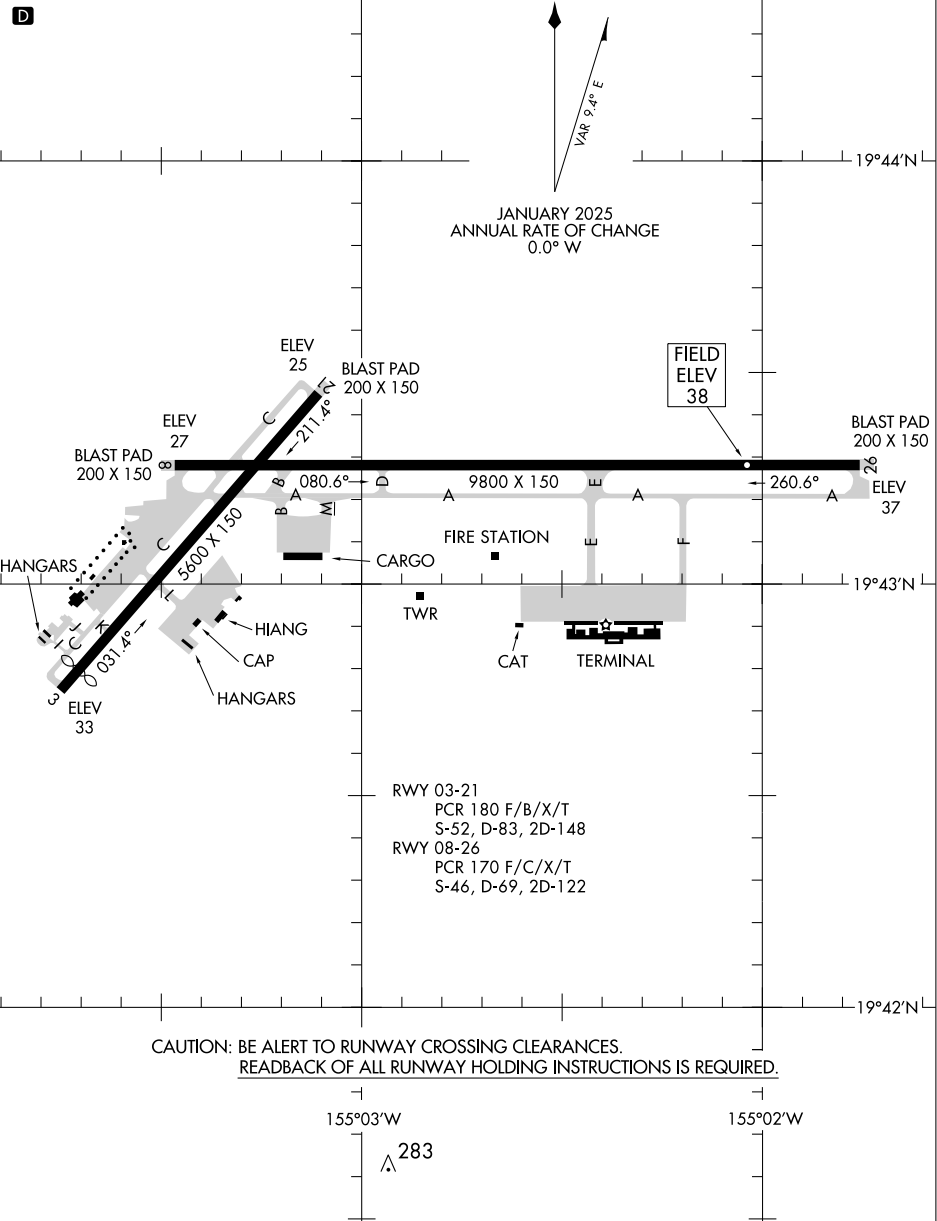 D
VAR 9.4° E
19°44'N
JANUARY 2025
ANNUAL RATE OF CHANGE
0.0° W
ELEV
25
BLAST PAD
200 X 150
FIELD
ELEV
38
21
C
211.4°
ELEV
27
BLAST PAD
200 X 150
8
BLAST PAD
200 X 150
26
ELEV
37
B
080.6°
D
9800 X 150
E
260.6°
A
A
A
A
B
M
C
5600 X 150
CARGO
FIRE STATION
E
F
HANGARS
19°43'N
L
TWR
HIANG
CAP
HANGARS
CAT
TERMINAL
I
J
K
C
031.4°
3
ELEV
33
RWY 03-21
PCR 180 F/B/X/T
S-52, D-83, 2D-148
RWY 08-26
PCR 170 F/C/X/T
S-46, D-69, 2D-122
19°42'N
CAUTION: BE ALERT TO RUNWAY CROSSING CLEARANCES.
READBACK OF ALL RUNWAY HOLDING INSTRUCTIONS IS REQUIRED.
155°03'W
155°02'W
283